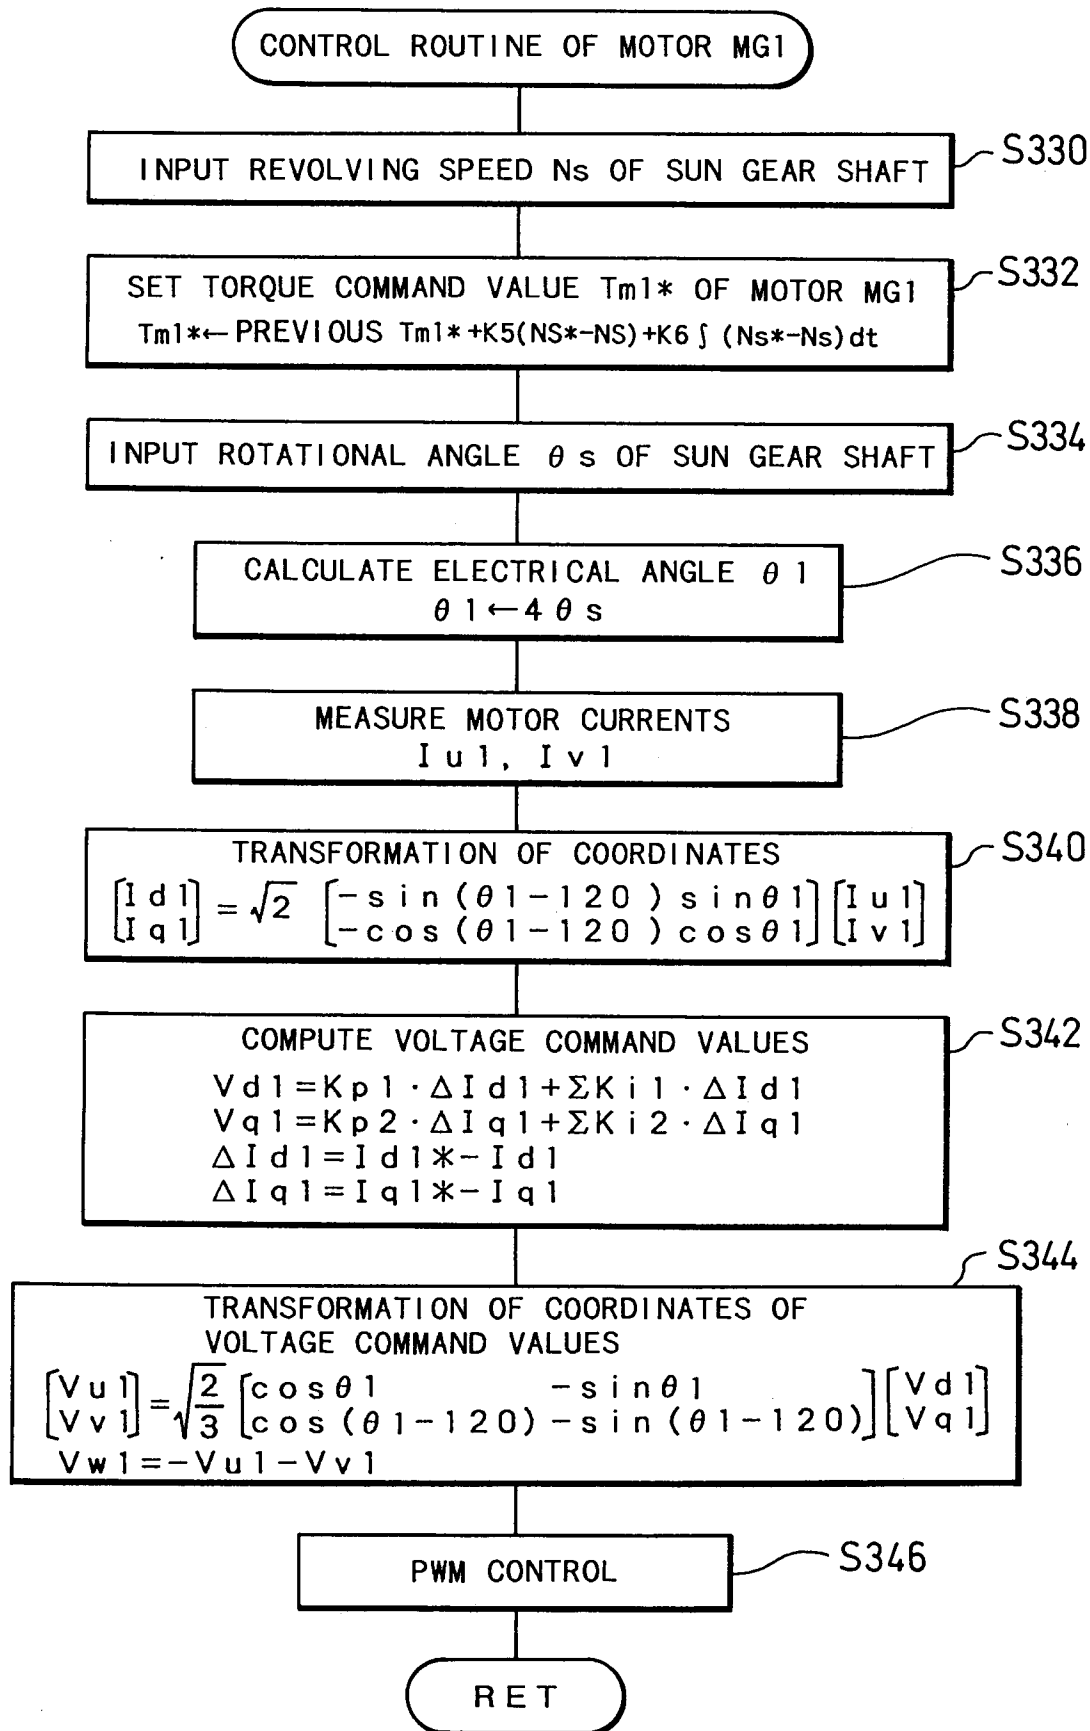 CONTROL ROUTINE OF MOTOR MG1
INPUT REVOLVING SPEED Ns OF SUN GEAR SHAFT
S330
SET TORQUE COMMAND VALUE Tm1* OF MOTOR MG1
Tm1*←PREVIOUS Tm1*+K5(NS*-NS)+K6∫(Ns*-Ns)dt
S332
INPUT ROTATIONAL ANGLE θs OF SUN GEAR SHAFT
S334
CALCULATE ELECTRICAL ANGLE θ1
θ1←4θs
S336
MEASURE MOTOR CURRENTS
Iu1, Iv1
S338
TRANSFORMATION OF COORDINATES
[Id1] = √2 [-sin(θ1-120) sinθ1] [Iu1]
[Iq1] [-cos(θ1-120) cosθ1] [Iv1]
S340
COMPUTE VOLTAGE COMMAND VALUES
Vd1=Kp1·ΔId1+ΣKi1·ΔId1
Vq1=Kp2·ΔIq1+ΣKi2·ΔIq1
ΔId1=Id1*-Id1
ΔIq1=Iq1*-Iq1
S342
TRANSFORMATION OF COORDINATES OF
VOLTAGE COMMAND VALUES
[Vu1] = √2/3 [cosθ1 -sinθ1] [Vd1]
[Vv1] [cos(θ1-120) -sin(θ1-120)] [Vq1]
Vw1=-Vu1-Vv1
S344
PWM CONTROL
S346
RET